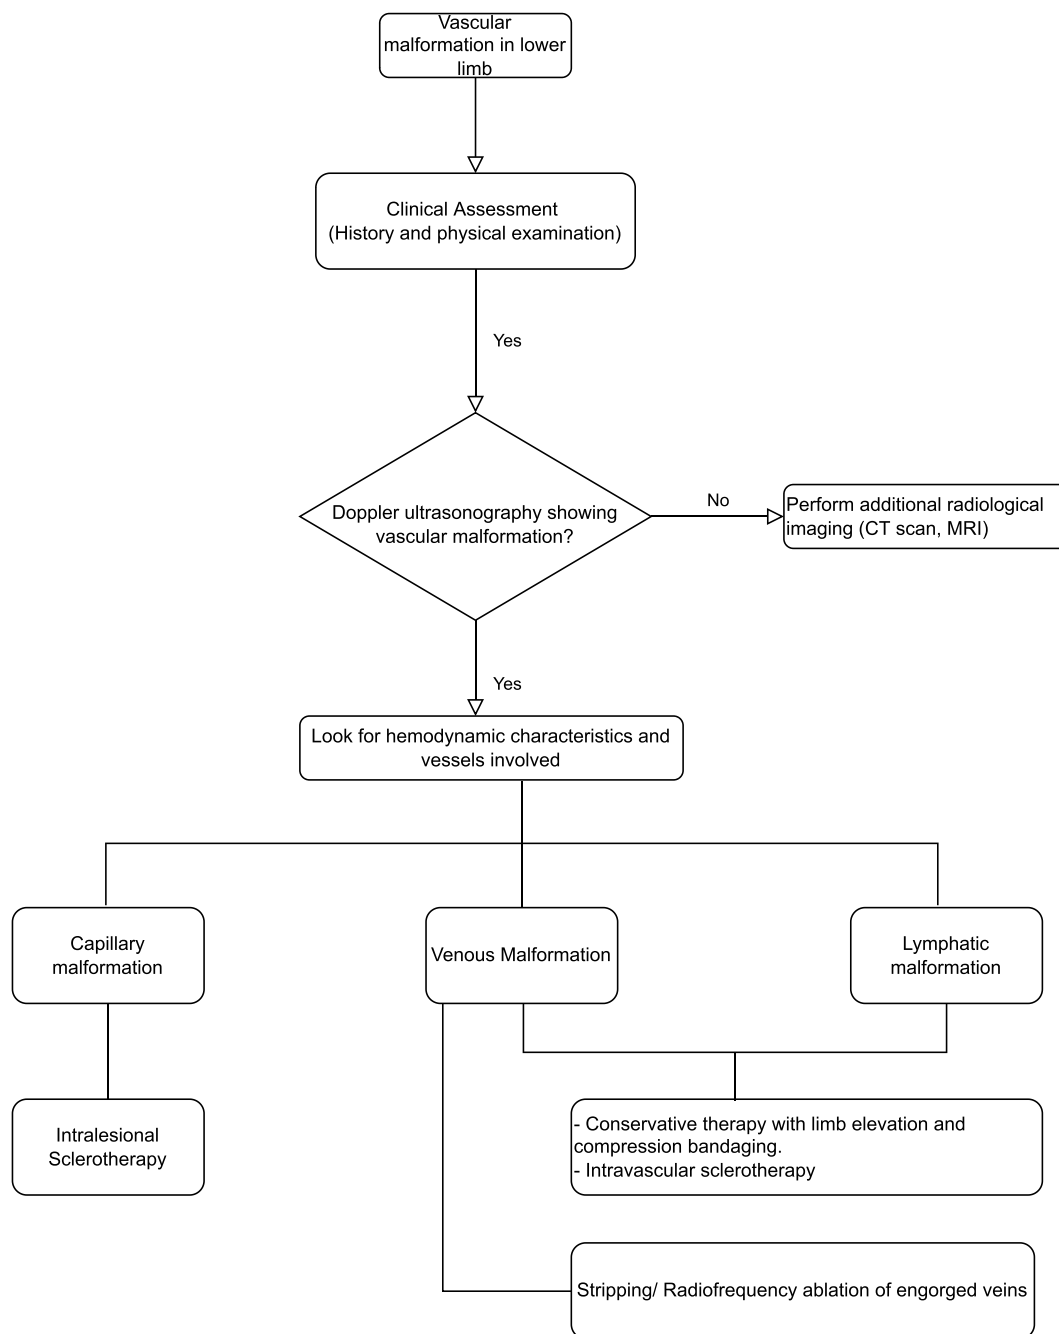 Vascular
malformation in lower
limb
Clinical Assessment
(History and physical examination)
Yes
Doppler ultrasonography showing
vascular malformation?
No
Perform additional radiological
imaging (CT scan, MRI)
Yes
Look for hemodynamic characteristics and
vessels involved
Capillary
malformation
Venous Malformation
Lymphatic
malformation
Intralesional
Sclerotherapy
- Conservative therapy with limb elevation and
compression bandaging.
- Intravascular sclerotherapy
Stripping/ Radiofrequency ablation of engorged veins